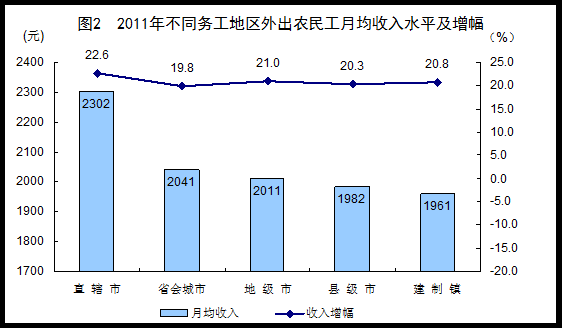 图2 2011年不同务工地区外出农民工月均收入水平及增幅
(元) (%)
22.6 19.8 21.0 20.3 20.8
2400 25.0
2300 20.0
2200 15.0
2100 10.0
2000 5.0
1900 0.0
1800 -5.0
1700 -10.0
-15.0
-20.0
2302 2041 2011 1982 1961
直辖市 省会城市 地级市 县级市 建制镇
月均收入 收入增幅